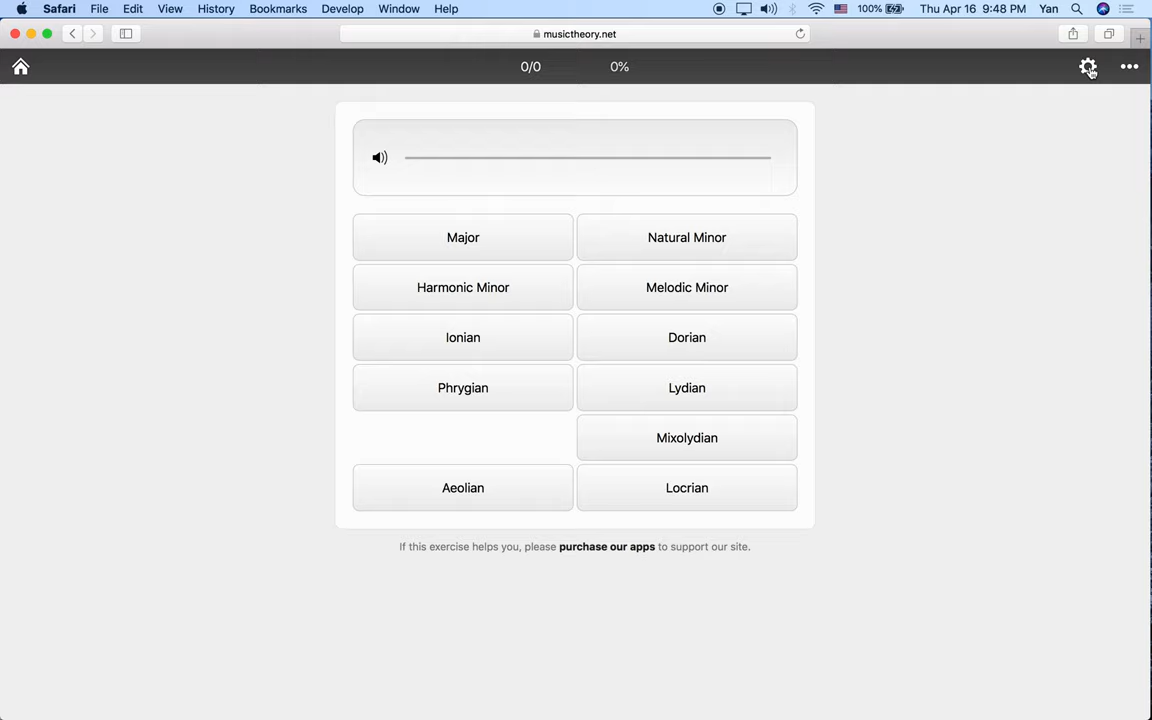 Safari File Edit View History Bookmarks Develop Window Help 100% Thu Apr 16 9:48 PM Yan
musictheory.net
0/0 0%
Major Natural Minor
Harmonic Minor Melodic Minor
Ionian Dorian
Phrygian Lydian
Mixolydian
Aeolian Locrian
If this exercise helps you, please purchase our apps to support our site.